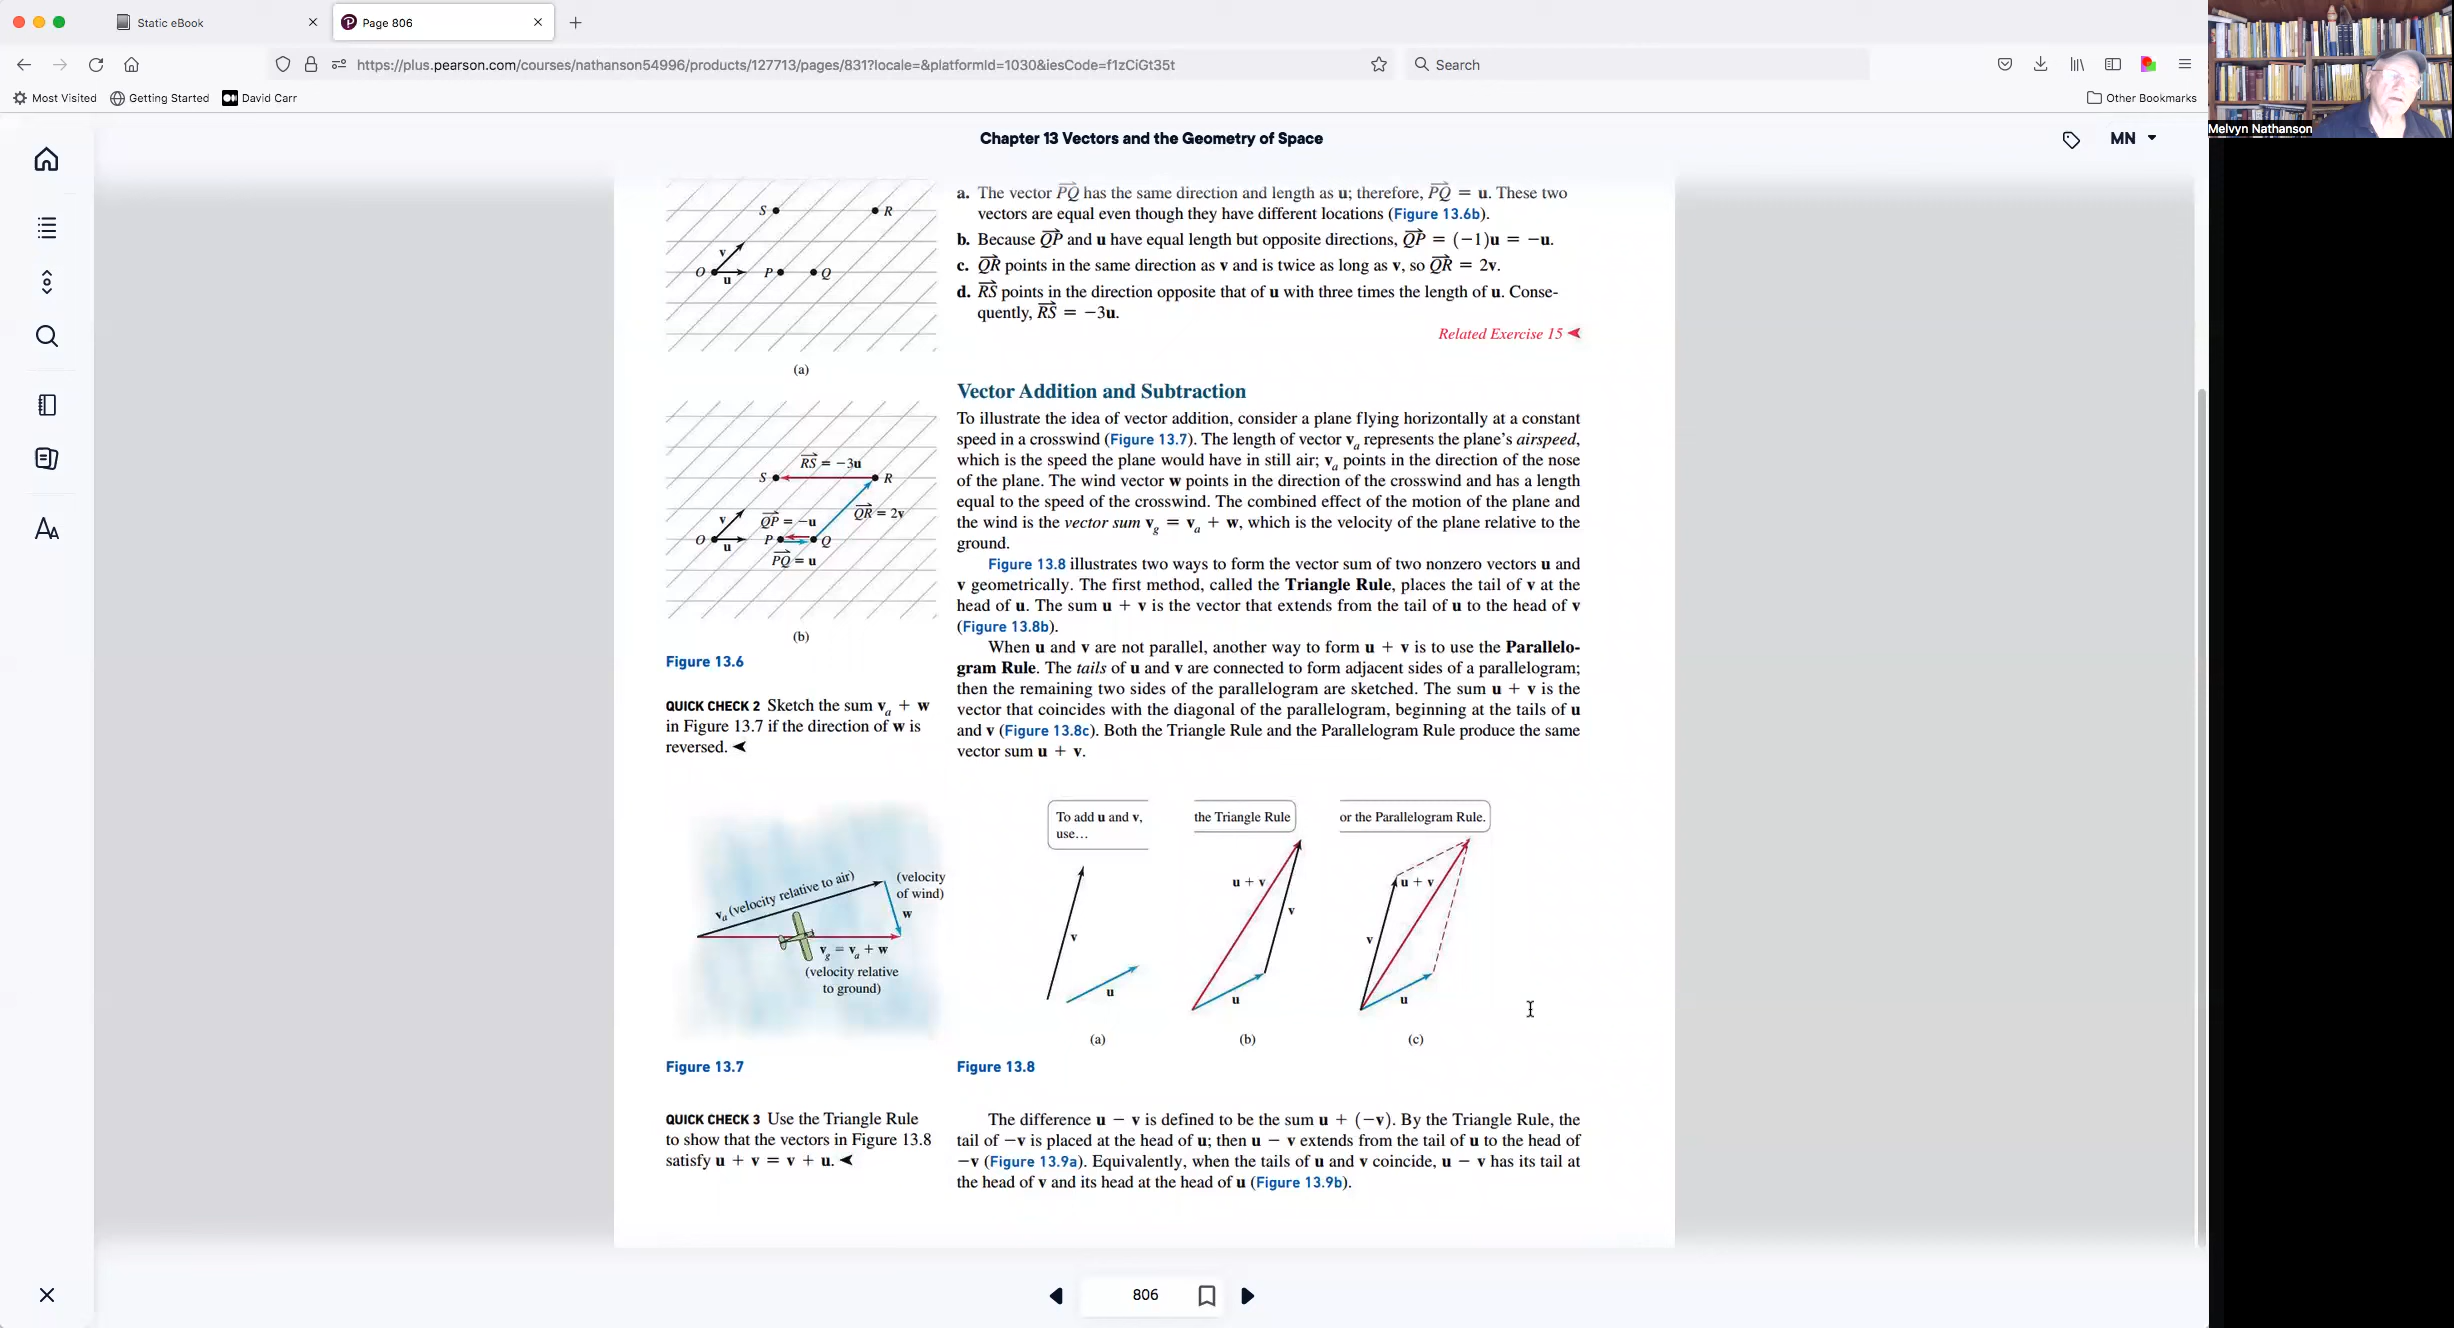 Static eBook
Page 806
https://plus.pearson.com/courses/nathanson54996/products/127713/pages/831?locale=&platformId=1030&iesCode=f1zCiGt35t
Search
Most Visited
Getting Started
David Carr
Other Bookmarks
Melvyn Nathanson
Chapter 13 Vectors and the Geometry of Space
MN
S
R
v
O
u
P
Q
(a)
a. The vector PQ has the same direction and length as u; therefore, PQ = u. These two
vectors are equal even though they have different locations (Figure 13.6b).
b. Because QP and u have equal length but opposite directions, QP = (−1)u = −u.
c. QR points in the same direction as v and is twice as long as v, so QR = 2v.
d. RS points in the direction opposite that of u with three times the length of u. Conse-
quently, RS = −3u.
Related Exercise 15
RS = −3u
S
R
v
QP = −u
QR = 2v
O
u
P
Q
PQ = u
(b)
Figure 13.6
QUICK CHECK 2 Sketch the sum va + w
in Figure 13.7 if the direction of w is
reversed.
Vector Addition and Subtraction
To illustrate the idea of vector addition, consider a plane flying horizontally at a constant
speed in a crosswind (Figure 13.7). The length of vector va represents the plane's airspeed,
which is the speed the plane would have in still air; va points in the direction of the nose
of the plane. The wind vector w points in the direction of the crosswind and has a length
equal to the speed of the crosswind. The combined effect of the motion of the plane and
the wind is the vector sum vg = va + w, which is the velocity of the plane relative to the
ground.
Figure 13.8 illustrates two ways to form the vector sum of two nonzero vectors u and
v geometrically. The first method, called the Triangle Rule, places the tail of v at the
head of u. The sum u + v is the vector that extends from the tail of u to the head of v
(Figure 13.8b).
When u and v are not parallel, another way to form u + v is to use the Parallelo-
gram Rule. The tails of u and v are connected to form adjacent sides of a parallelogram;
then the remaining two sides of the parallelogram are sketched. The sum u + v is the
vector that coincides with the diagonal of the parallelogram, beginning at the tails of u
and v (Figure 13.8c). Both the Triangle Rule and the Parallelogram Rule produce the same
vector sum u + v.
va (velocity relative to air)
(velocity
of wind)
w
vg = va + w
(velocity relative
to ground)
Figure 13.7
To add u and v,
use…
the Triangle Rule
or the Parallelogram Rule.
v
u
(a)
u + v
v
u
(b)
u + v
v
u
(c)
Figure 13.8
QUICK CHECK 3 Use the Triangle Rule
to show that the vectors in Figure 13.8
satisfy u + v = v + u.
The difference u − v is defined to be the sum u + (−v). By the Triangle Rule, the
tail of −v is placed at the head of u; then u − v extends from the tail of u to the head of
−v (Figure 13.9a). Equivalently, when the tails of u and v coincide, u − v has its tail at
the head of v and its head at the head of u (Figure 13.9b).
806